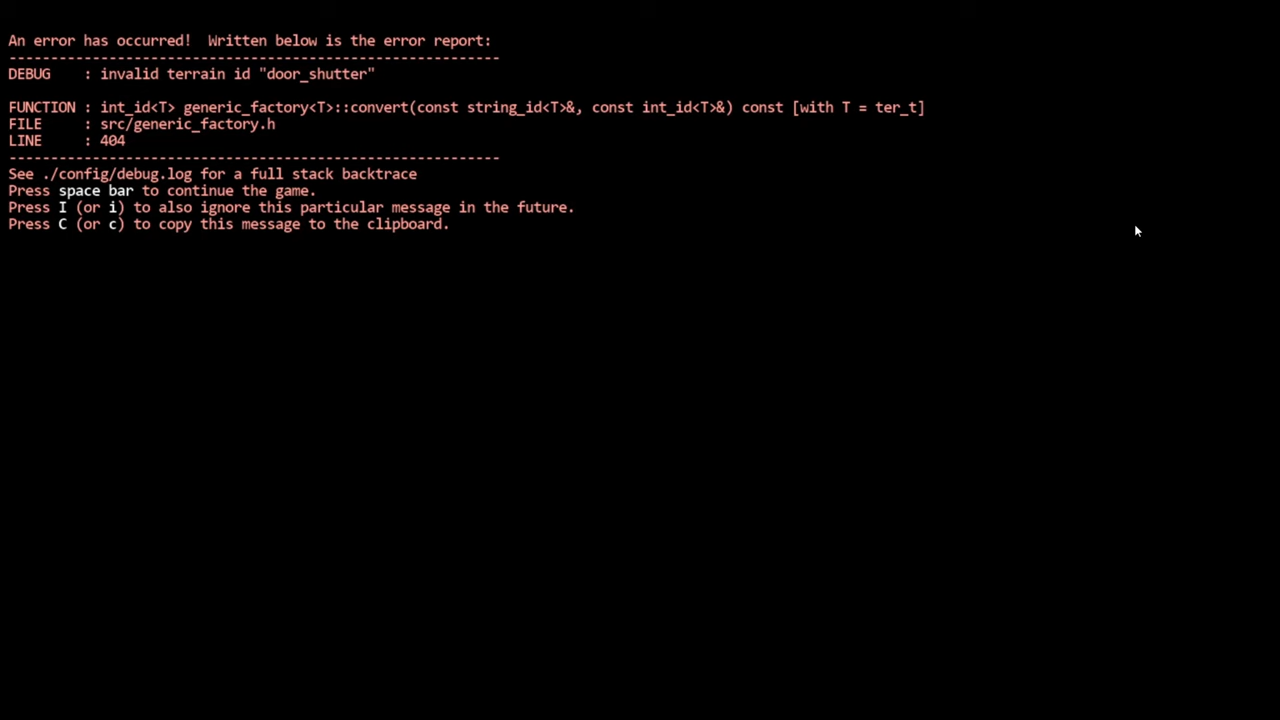 An error has occurred!  Written below is the error report:
-----------------------------------------------------------
DEBUG    : invalid terrain id "door_shutter"
FUNCTION : int_id<T> generic_factory<T>::convert(const string_id<T>&, const int_id<T>&) const [with T = ter_t]
FILE     : src/generic_factory.h
LINE     : 404
-----------------------------------------------------------
See ./config/debug.log for a full stack backtrace
Press space bar to continue the game.
Press I (or i) to also ignore this particular message in the future.
Press C (or c) to copy this message to the clipboard.